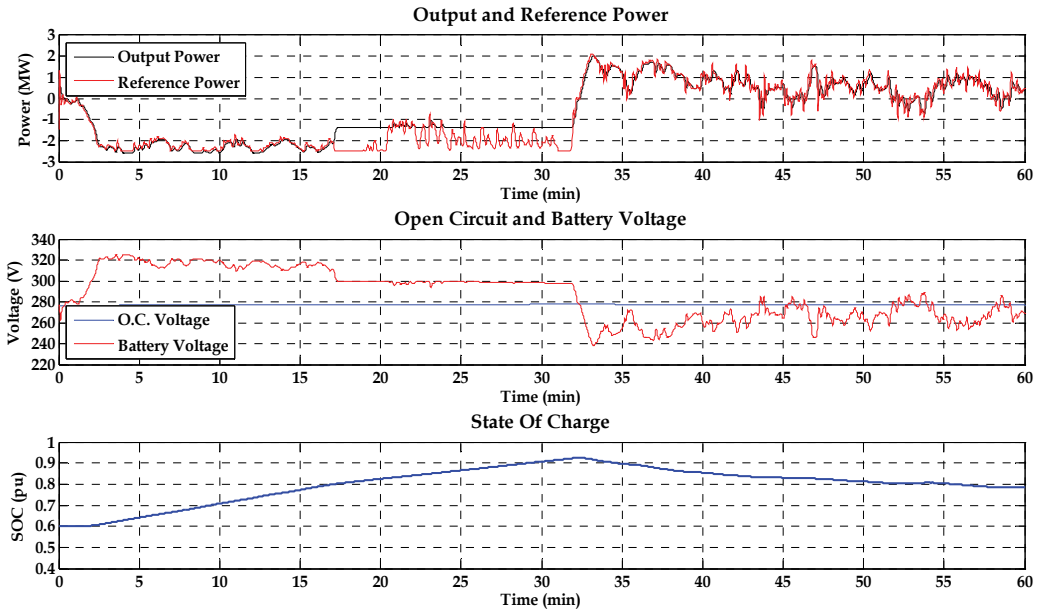 Output and Reference Power
Power (MW)
3
2
1
0
-1
-2
-3
Output Power
Reference Power
0 5 10 15 20 25 30 35 40 45 50 55 60
Time (min)
Open Circuit and Battery Voltage
Voltage (V)
340
320
300
280
260
240
220
O.C. Voltage
Battery Voltage
0 5 10 15 20 25 30 35 40 45 50 55 60
Time (min)
State Of Charge
SOC (pu)
1
0.9
0.8
0.7
0.6
0.5
0.4
0 5 10 15 20 25 30 35 40 45 50 55 60
Time (min)